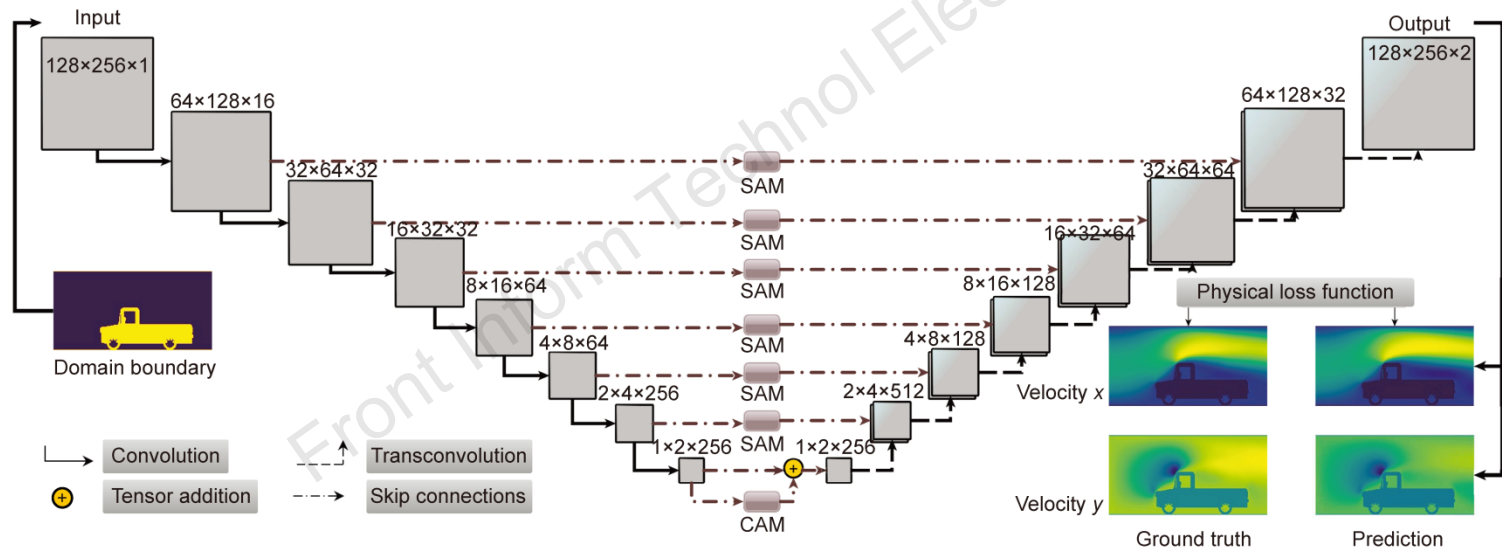 Input
Output
128×256×1
128×256×2
64×128×16
64×128×32
32×64×32
SAM
32×64×64
16×32×32
SAM
16×32×64
8×16×64
SAM
8×16×128
Physical loss function
4×8×64
SAM
4×8×128
Domain boundary
2×4×256
SAM
2×4×512
Velocity x
1×2×256
SAM
1×2×256
Convolution
Transconvolution
Tensor addition
Skip connections
CAM
Velocity y
Ground truth
Prediction
Front Inform Technol Elec